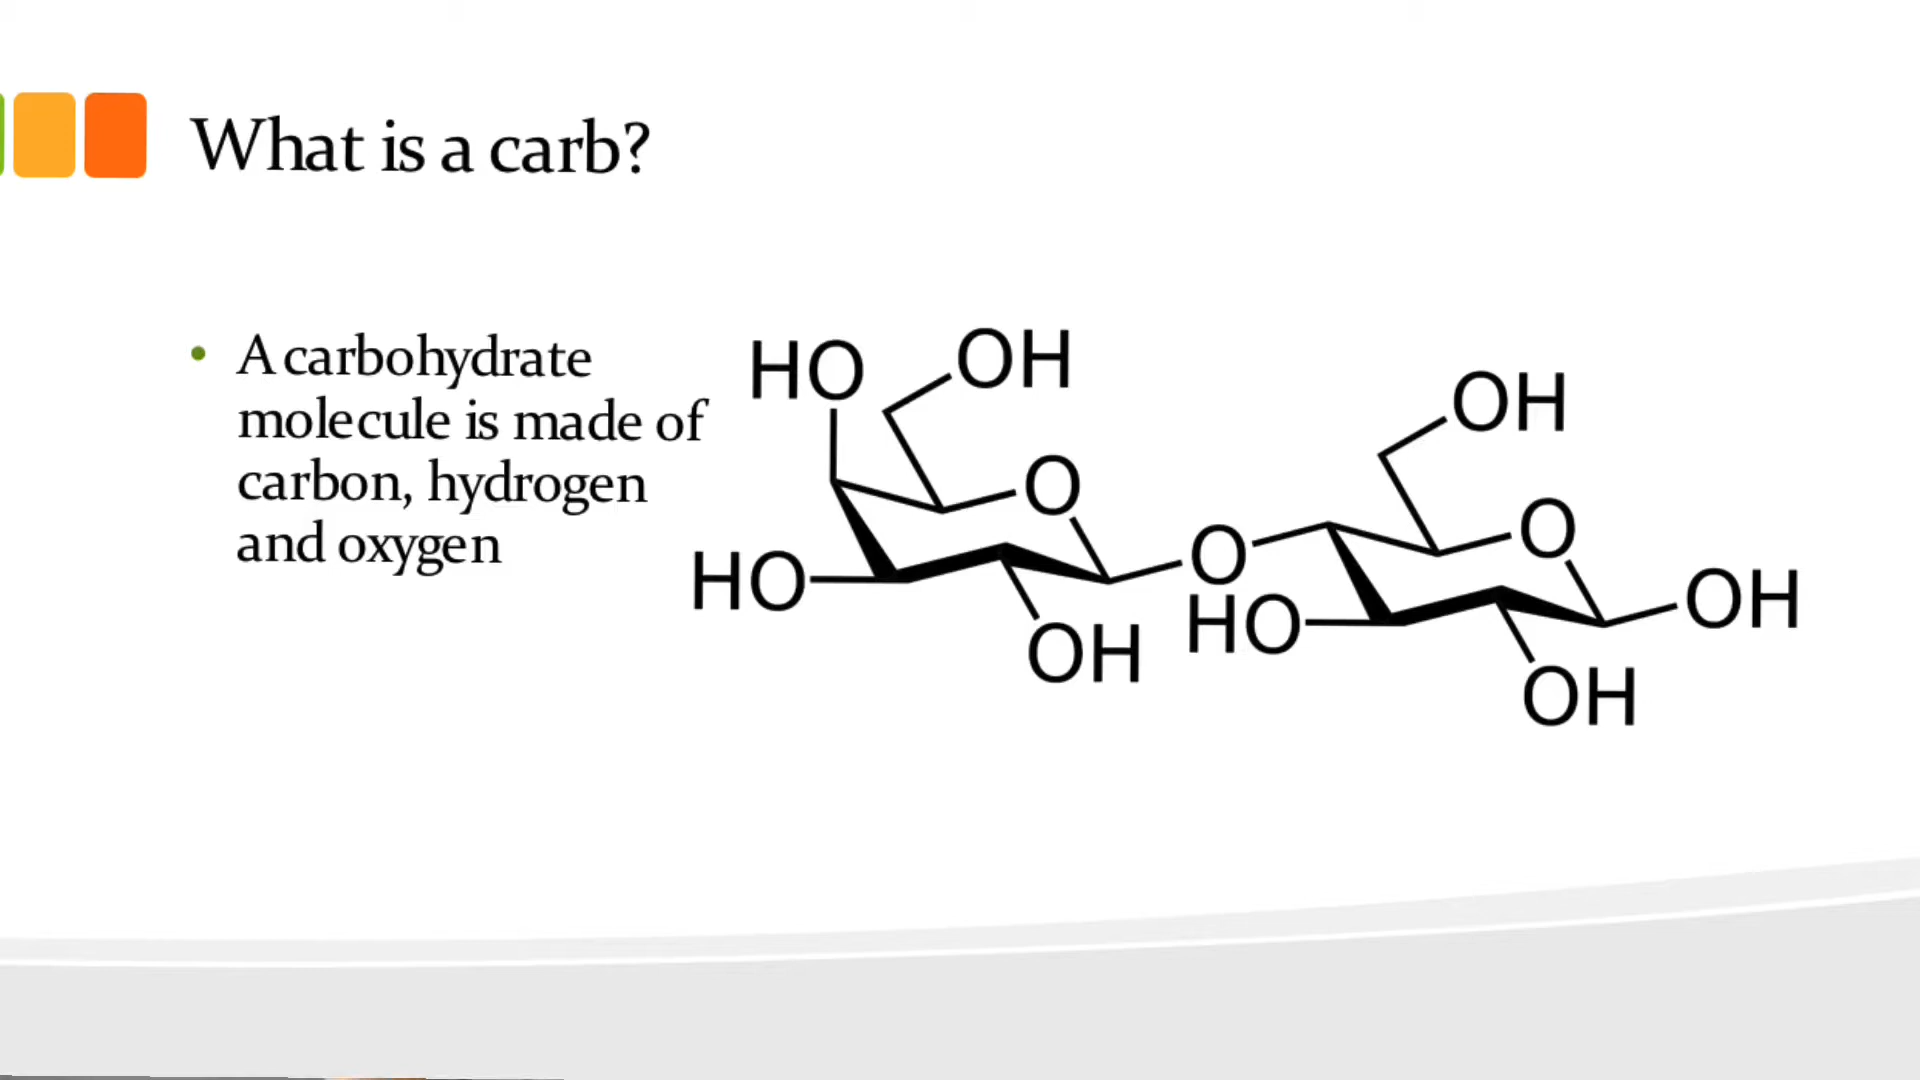 What is a carb?
• A carbohydrate
molecule is made of
carbon, hydrogen
and oxygen
HO
OH
O
HO
OH
O
OH
O
HO
OH
OH